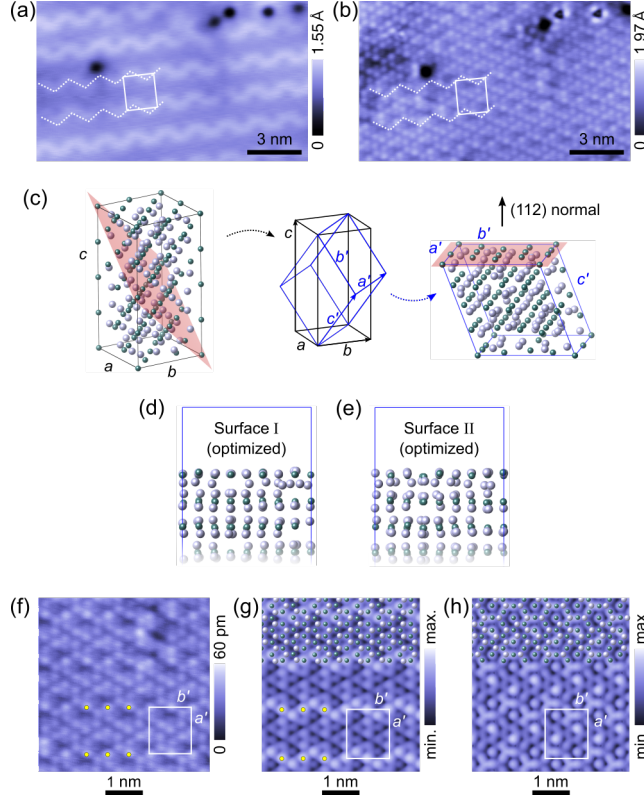 (a)
1.55 Å
0
3 nm
(b)
1.97 Å
0
3 nm
(c)
c
a
b
c
b'
a'
c'
a
b
(112) normal
a'
b'
c'
(d)
Surface I
(optimized)
(e)
Surface II
(optimized)
(f)
60 pm
0
b'
a'
1 nm
(g)
max.
min.
b'
a'
1 nm
(h)
max.
min.
b'
a'
1 nm